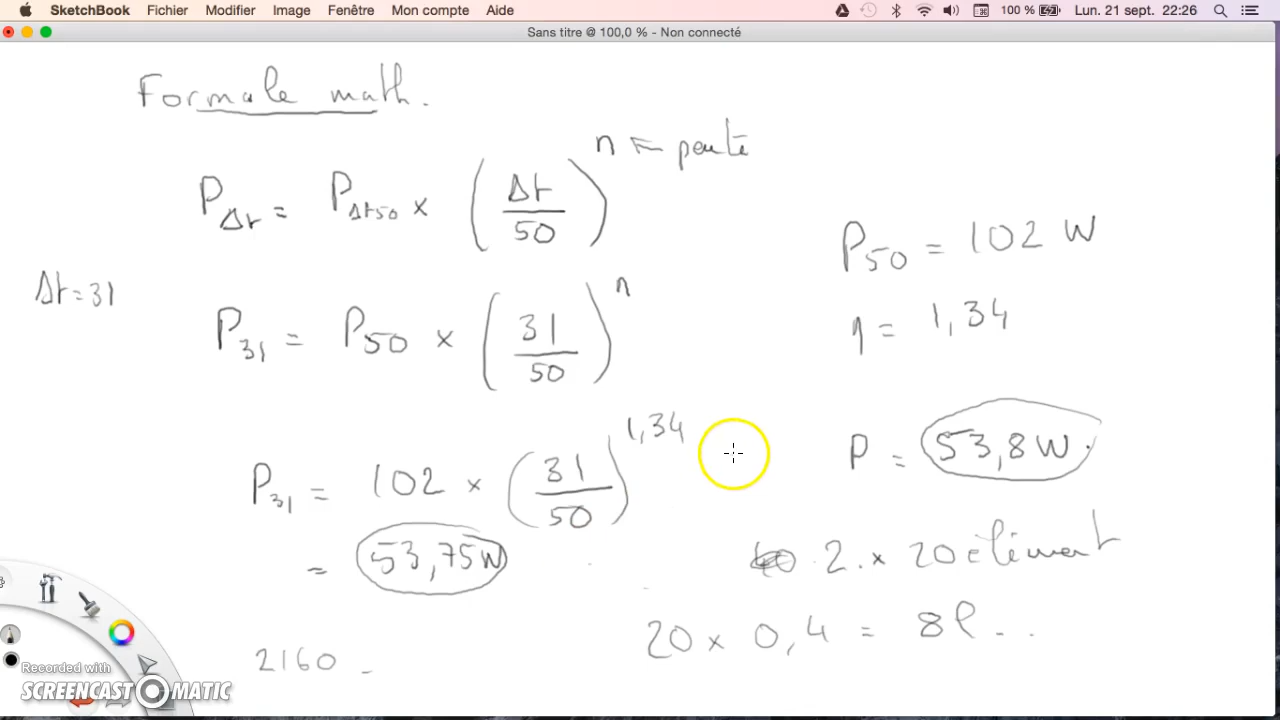 SketchBook Fichier Modifier Image Fenêtre Mon compte Aide 100 % Lun. 21 sept. 22:26
Sans titre @ 100,0 % - Non connecté
Formule math.
PΔt = PΔt50 × (Δt/50)^n ⇐ pente
P50 = 102 W
Δt = 31
n = 1,34
P31 = P50 × (31/50)^n
P31 = 102 × (31/50)^1,34
P = 53,8 W.
= 53,75 W
2 × 20 élément
20 × 0,4 = 8l...
2160 -
Recorded with
SCREENCAST MATIC